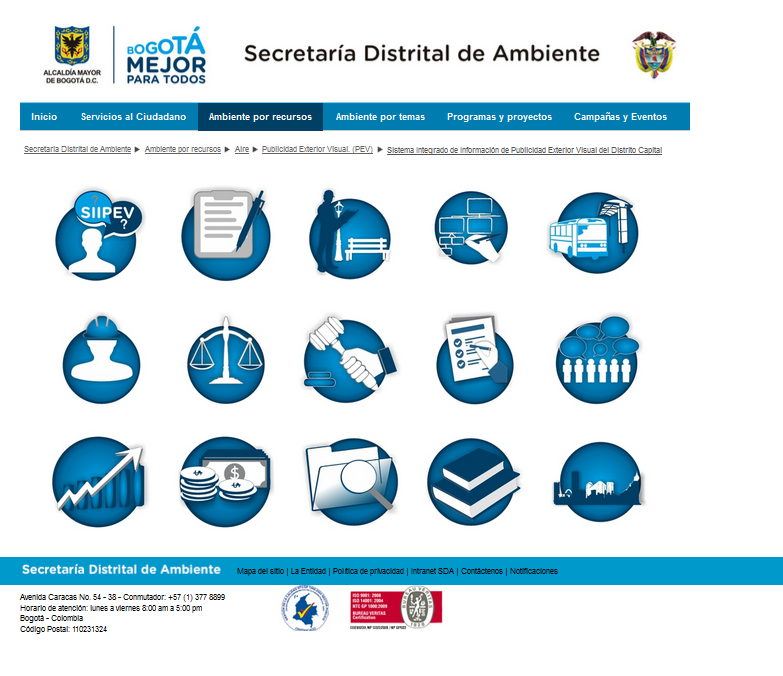 ALCALDÍA MAYOR
DE BOGOTÁ D.C.
BOGOTÁ
MEJOR
PARA TODOS
Secretaría Distrital de Ambiente
Inicio Servicios al Ciudadano Ambiente por recursos Ambiente por temas Programas y proyectos Campañas y Eventos
Secretaría Distrital de Ambiente ▶ Ambiente por recursos ▶ Aire ▶ Publicidad Exterior Visual. (PEV) ▶ Sistema Integrado de Información de Publicidad Exterior Visual del Distrito Capital
?
SIIPEV
?
$
$
$
Secretaría Distrital de Ambiente Mapa del sitio | La Entidad | Política de privacidad | Intranet SDA | Contáctenos | Notificaciones
Avenida Caracas No. 54 - 38 - Conmutador: +57 (1) 377 8899
Horario de atención: lunes a viernes 8:00 am a 5:00 pm
Bogotá - Colombia
Código Postal: 110231324
ISO 9001: 2008
ISO 14001: 2004
NTC GP 1000:2009
BUREAU VERITAS
Certification